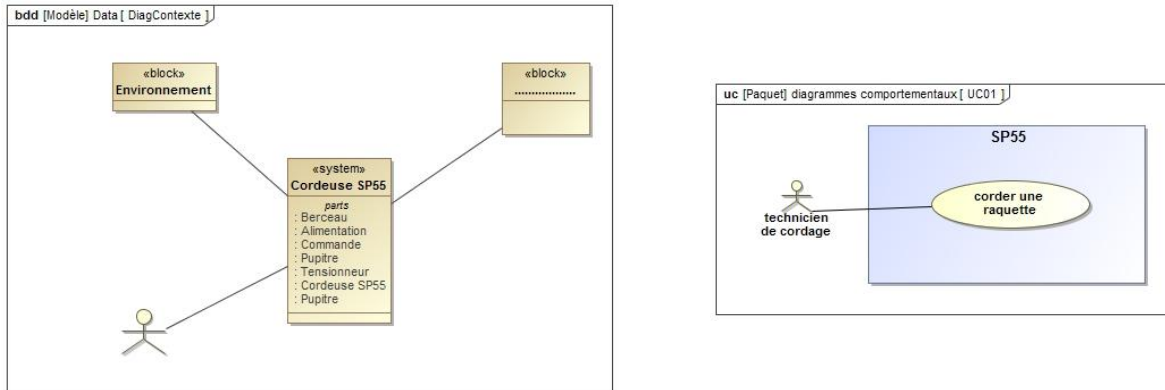 bdd [Modèle] Data [ DiagContexte ]
«block»
Environnement
«block»
..................
«system»
Cordeuse SP55
parts
: Berceau
: Alimentation
: Commande
: Pupitre
: Tensionneur
: Cordeuse SP55
: Pupitre
uc [Paquet] diagrammes comportementaux [ UC01 ]
SP55
corder une
raquette
technicien
de cordage